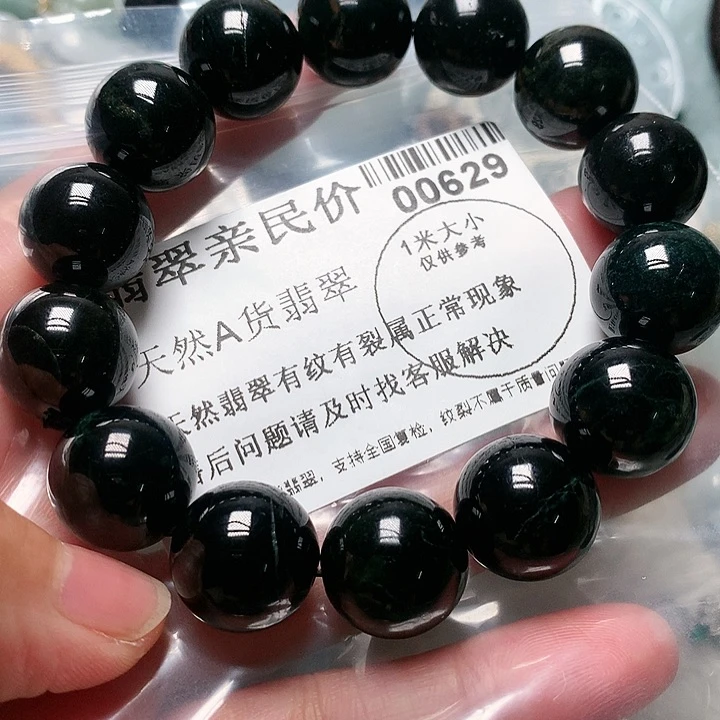 翡翠亲民价
00629
1米大小
仅供参考
天然A货翡翠
天然翡翠有纹有裂属正常现象
售后问题请及时找客服解决
翡翠，支持全国复检，纹裂不属于质量问